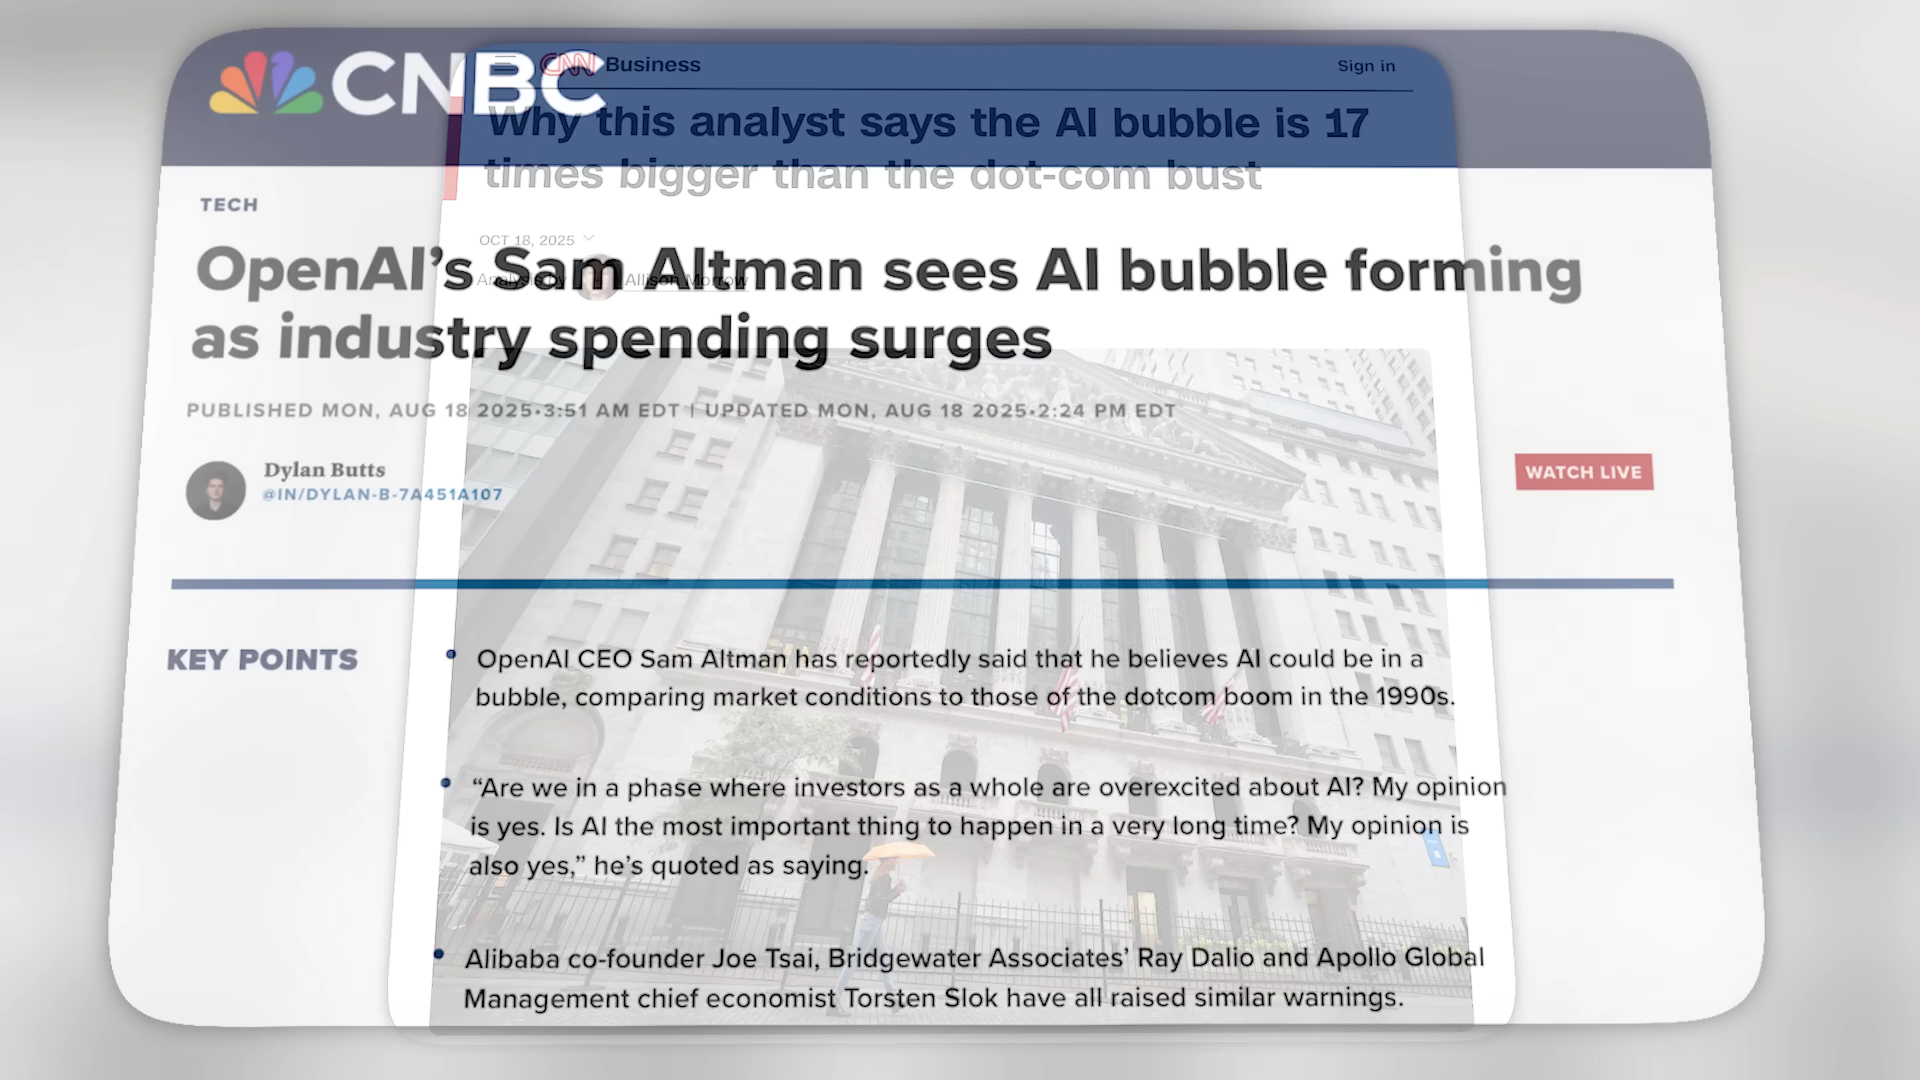 CNBC
CNN Business
Sign in
Why this analyst says the AI bubble is 17
times bigger than the dot-com bust
OCT 18, 2025
Analysis by Allison Morrow
TECH
OpenAI’s Sam Altman sees AI bubble forming
as industry spending surges
PUBLISHED MON, AUG 18 2025•3:51 AM EDT | UPDATED MON, AUG 18 2025•2:24 PM EDT
Dylan Butts
@IN/DYLAN-B-7A451A107
WATCH LIVE
KEY POINTS
• OpenAI CEO Sam Altman has reportedly said that he believes AI could be in a
bubble, comparing market conditions to those of the dotcom boom in the 1990s.
• “Are we in a phase where investors as a whole are overexcited about AI? My opinion
is yes. Is AI the most important thing to happen in a very long time? My opinion is
also yes,” he’s quoted as saying.
• Alibaba co-founder Joe Tsai, Bridgewater Associates’ Ray Dalio and Apollo Global
Management chief economist Torsten Slok have all raised similar warnings.